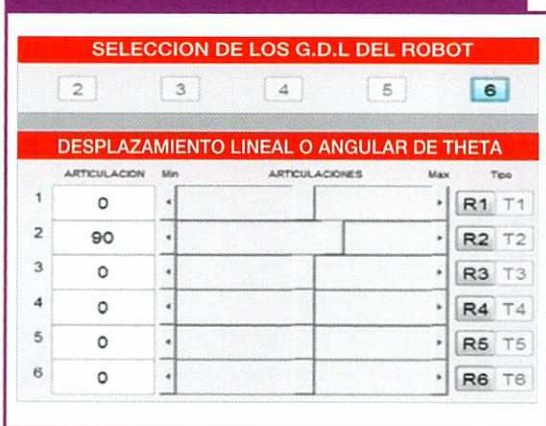 SELECCION DE LOS G.D.L DEL ROBOT
2 3 4 5 6
DESPLAZAMIENTO LINEAL O ANGULAR DE THETA
ARTICULACION Min ARTICULACIONES Max Tipo
1 0 R1 T1
2 90 R2 T2
3 0 R3 T3
4 0 R4 T4
5 0 R5 T5
6 0 R6 T6